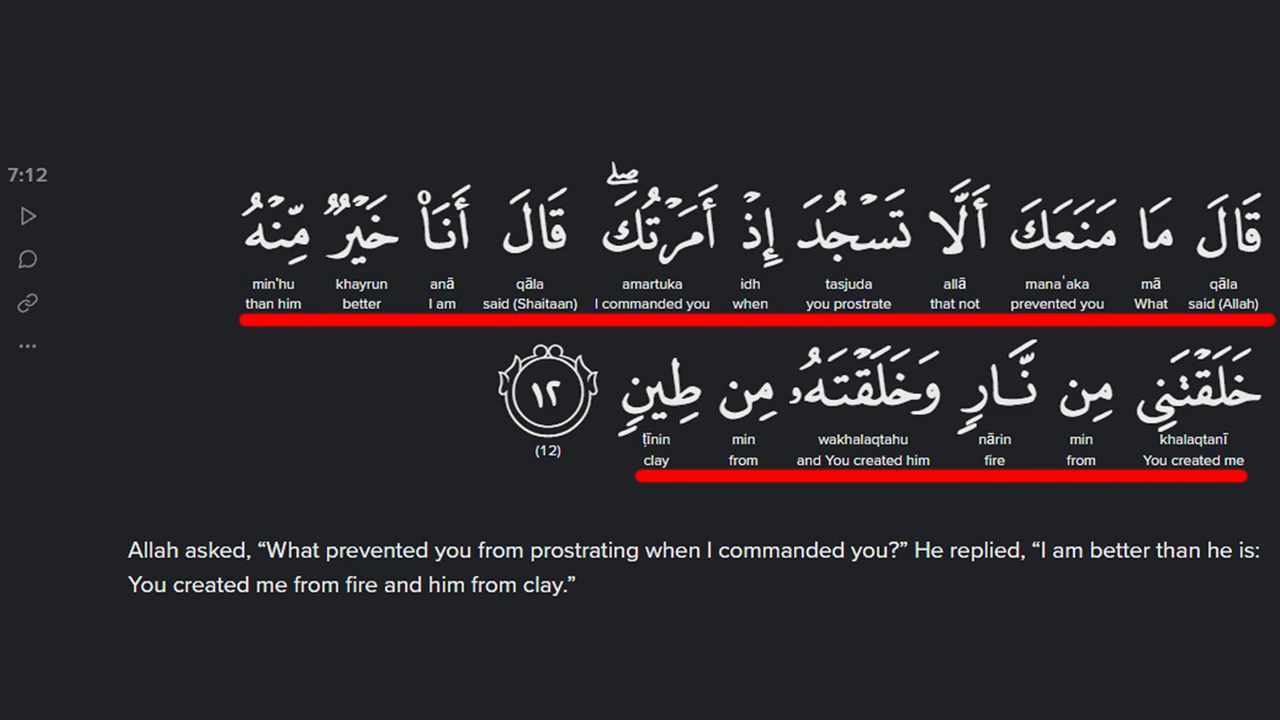 7:12
قَالَ مَا مَنَعَكَ أَلَّا تَسۡجُدَ إِذۡ أَمَرۡتُكَۖ قَالَ أَنَا۠ خَيۡرٞ مِّنۡهُ
min'hu khayrun anā qāla amartuka idh tasjuda allā manaʿaka mā qāla
than him better I am said (Shaitaan) I commanded you when you prostrate that not prevented you What said (Allah)
خَلَقۡتَنِي مِن نَّارٖ وَخَلَقۡتَهُۥ مِن طِينٖ ١٢
ṭīnin min wakhalaqtahu nārin min khalaqtanī
(12) clay from and You created him fire from You created me
Allah asked, “What prevented you from prostrating when I commanded you?” He replied, “I am better than he is:
You created me from fire and him from clay.”